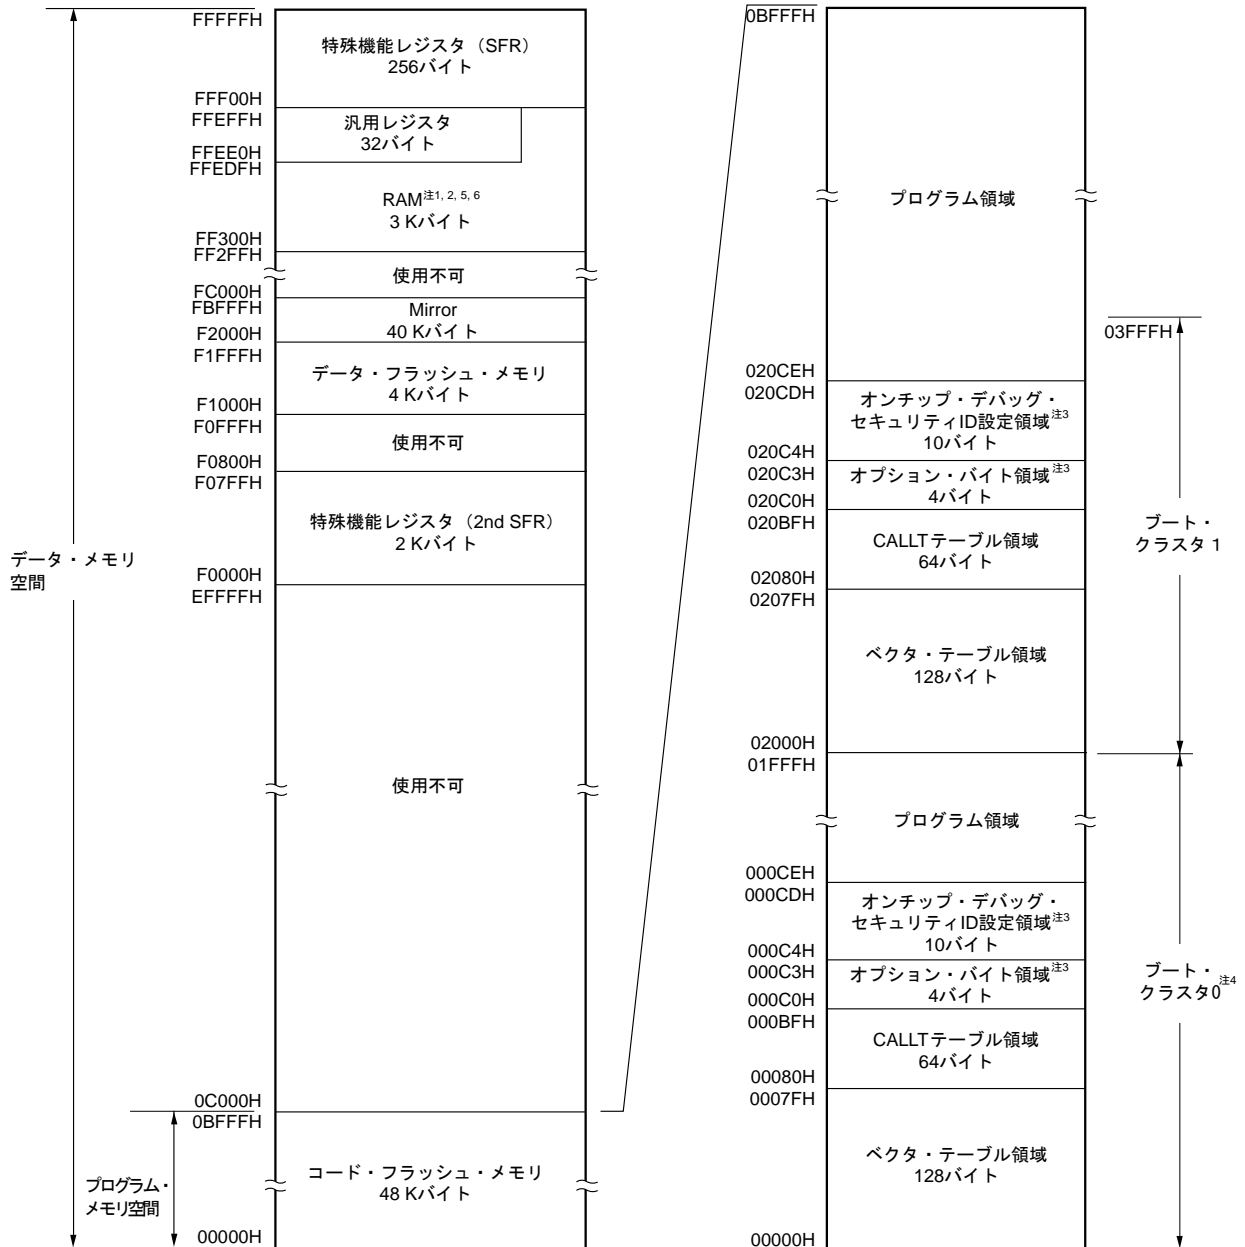 FFFFFH
特殊機能レジスタ（SFR）
256バイト
FFF00H
FFEFFH
汎用レジスタ
32バイト
FFEE0H
FFEDFH
RAM注1, 2, 5, 6
3 Kバイト
FF300H
FF2FFH
使用不可
FC000H
FBFFFH
Mirror
40 Kバイト
F2000H
F1FFFH
データ・フラッシュ・メモリ
4 Kバイト
F1000H
F0FFFH
使用不可
F0800H
F07FFH
特殊機能レジスタ（2nd SFR）
2 Kバイト
データ・メモリ
空間
F0000H
EFFFFH
使用不可
0C000H
0BFFFH
コード・フラッシュ・メモリ
48 Kバイト
プログラム・
メモリ空間
00000H
0BFFFH
プログラム領域
03FFFH
020CEH
020CDH
オンチップ・デバッグ・
セキュリティID設定領域注3
10バイト
020C4H
020C3H
オプション・バイト領域注3
4バイト
020C0H
020BFH
CALLTテーブル領域
64バイト
ブート・
クラスタ 1
02080H
0207FH
ベクタ・テーブル領域
128バイト
02000H
01FFFH
プログラム領域
000CEH
000CDH
オンチップ・デバッグ・
セキュリティID設定領域注3
10バイト
000C4H
000C3H
オプション・バイト領域注3
4バイト
ブート・
クラスタ0注4
000C0H
000BFH
CALLTテーブル領域
64バイト
00080H
0007FH
ベクタ・テーブル領域
128バイト
00000H